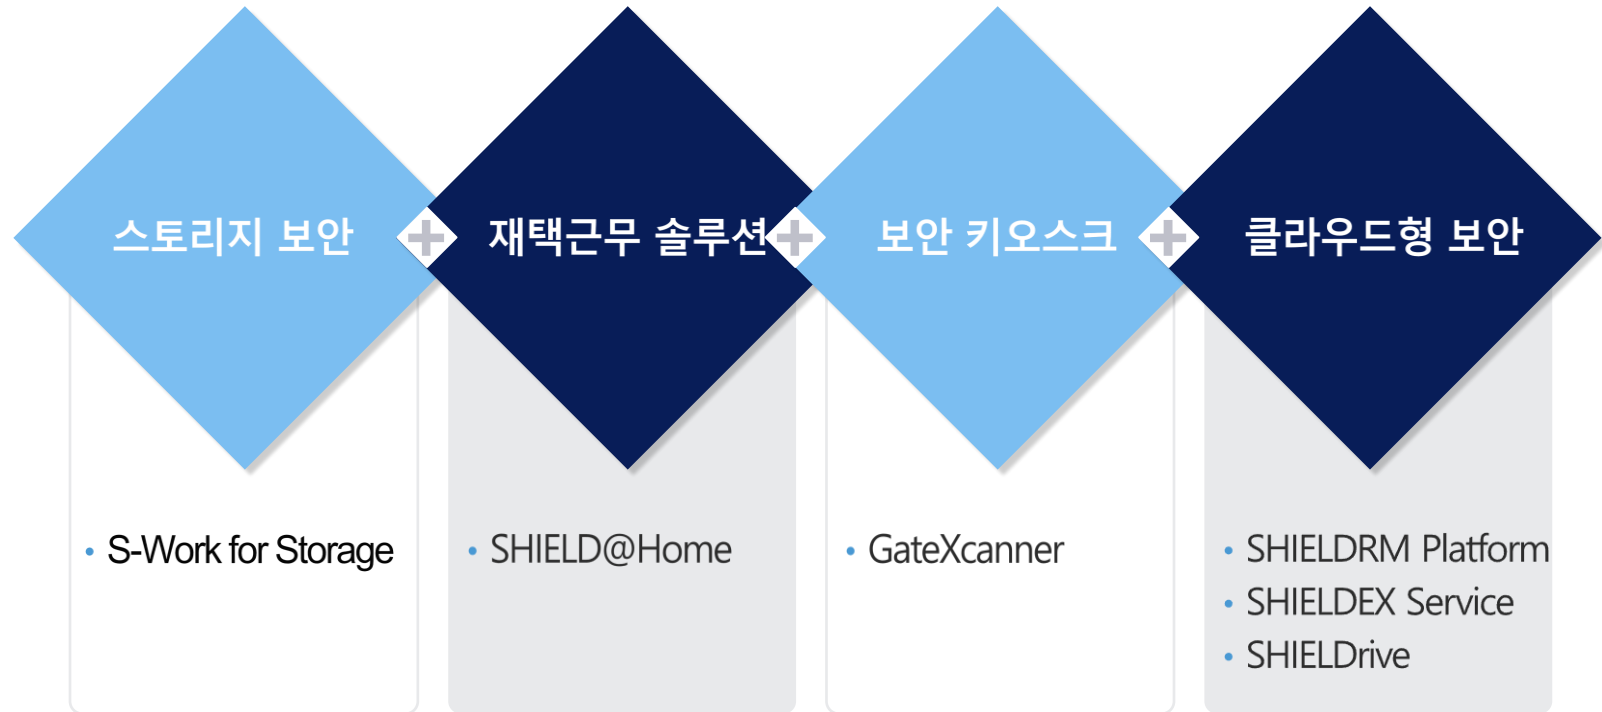 스토리지 보안
재택근무 솔루션
보안 키오스크
클라우드형 보안
• S-Work for Storage
• SHIELD@Home
• GateXcanner
• SHIELDRM Platform
• SHIELDEX Service
• SHIELDrive